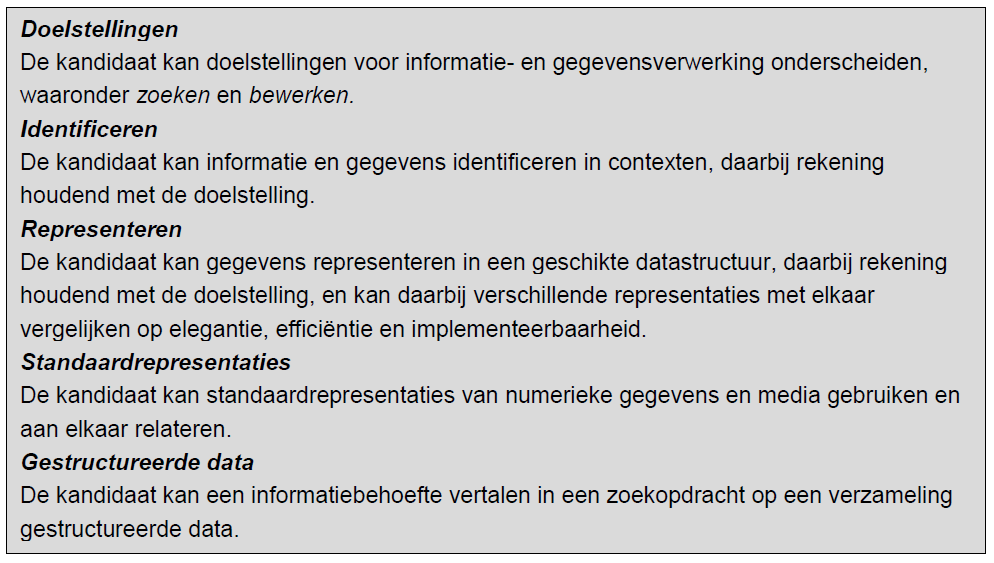 Doelstellingen
De kandidaat kan doelstellingen voor informatie- en gegevensverwerking onderscheiden,
waaronder zoeken en bewerken.
Identificeren
De kandidaat kan informatie en gegevens identificeren in contexten, daarbij rekening
houdend met de doelstelling.
Representeren
De kandidaat kan gegevens representeren in een geschikte datastructuur, daarbij rekening
houdend met de doelstelling, en kan daarbij verschillende representaties met elkaar
vergelijken op elegantie, efficiëntie en implementeerbaarheid.
Standaardrepresentaties
De kandidaat kan standaardrepresentaties van numerieke gegevens en media gebruiken en
aan elkaar relateren.
Gestructureerde data
De kandidaat kan een informatiebehoefte vertalen in een zoekopdracht op een verzameling
gestructureerde data.